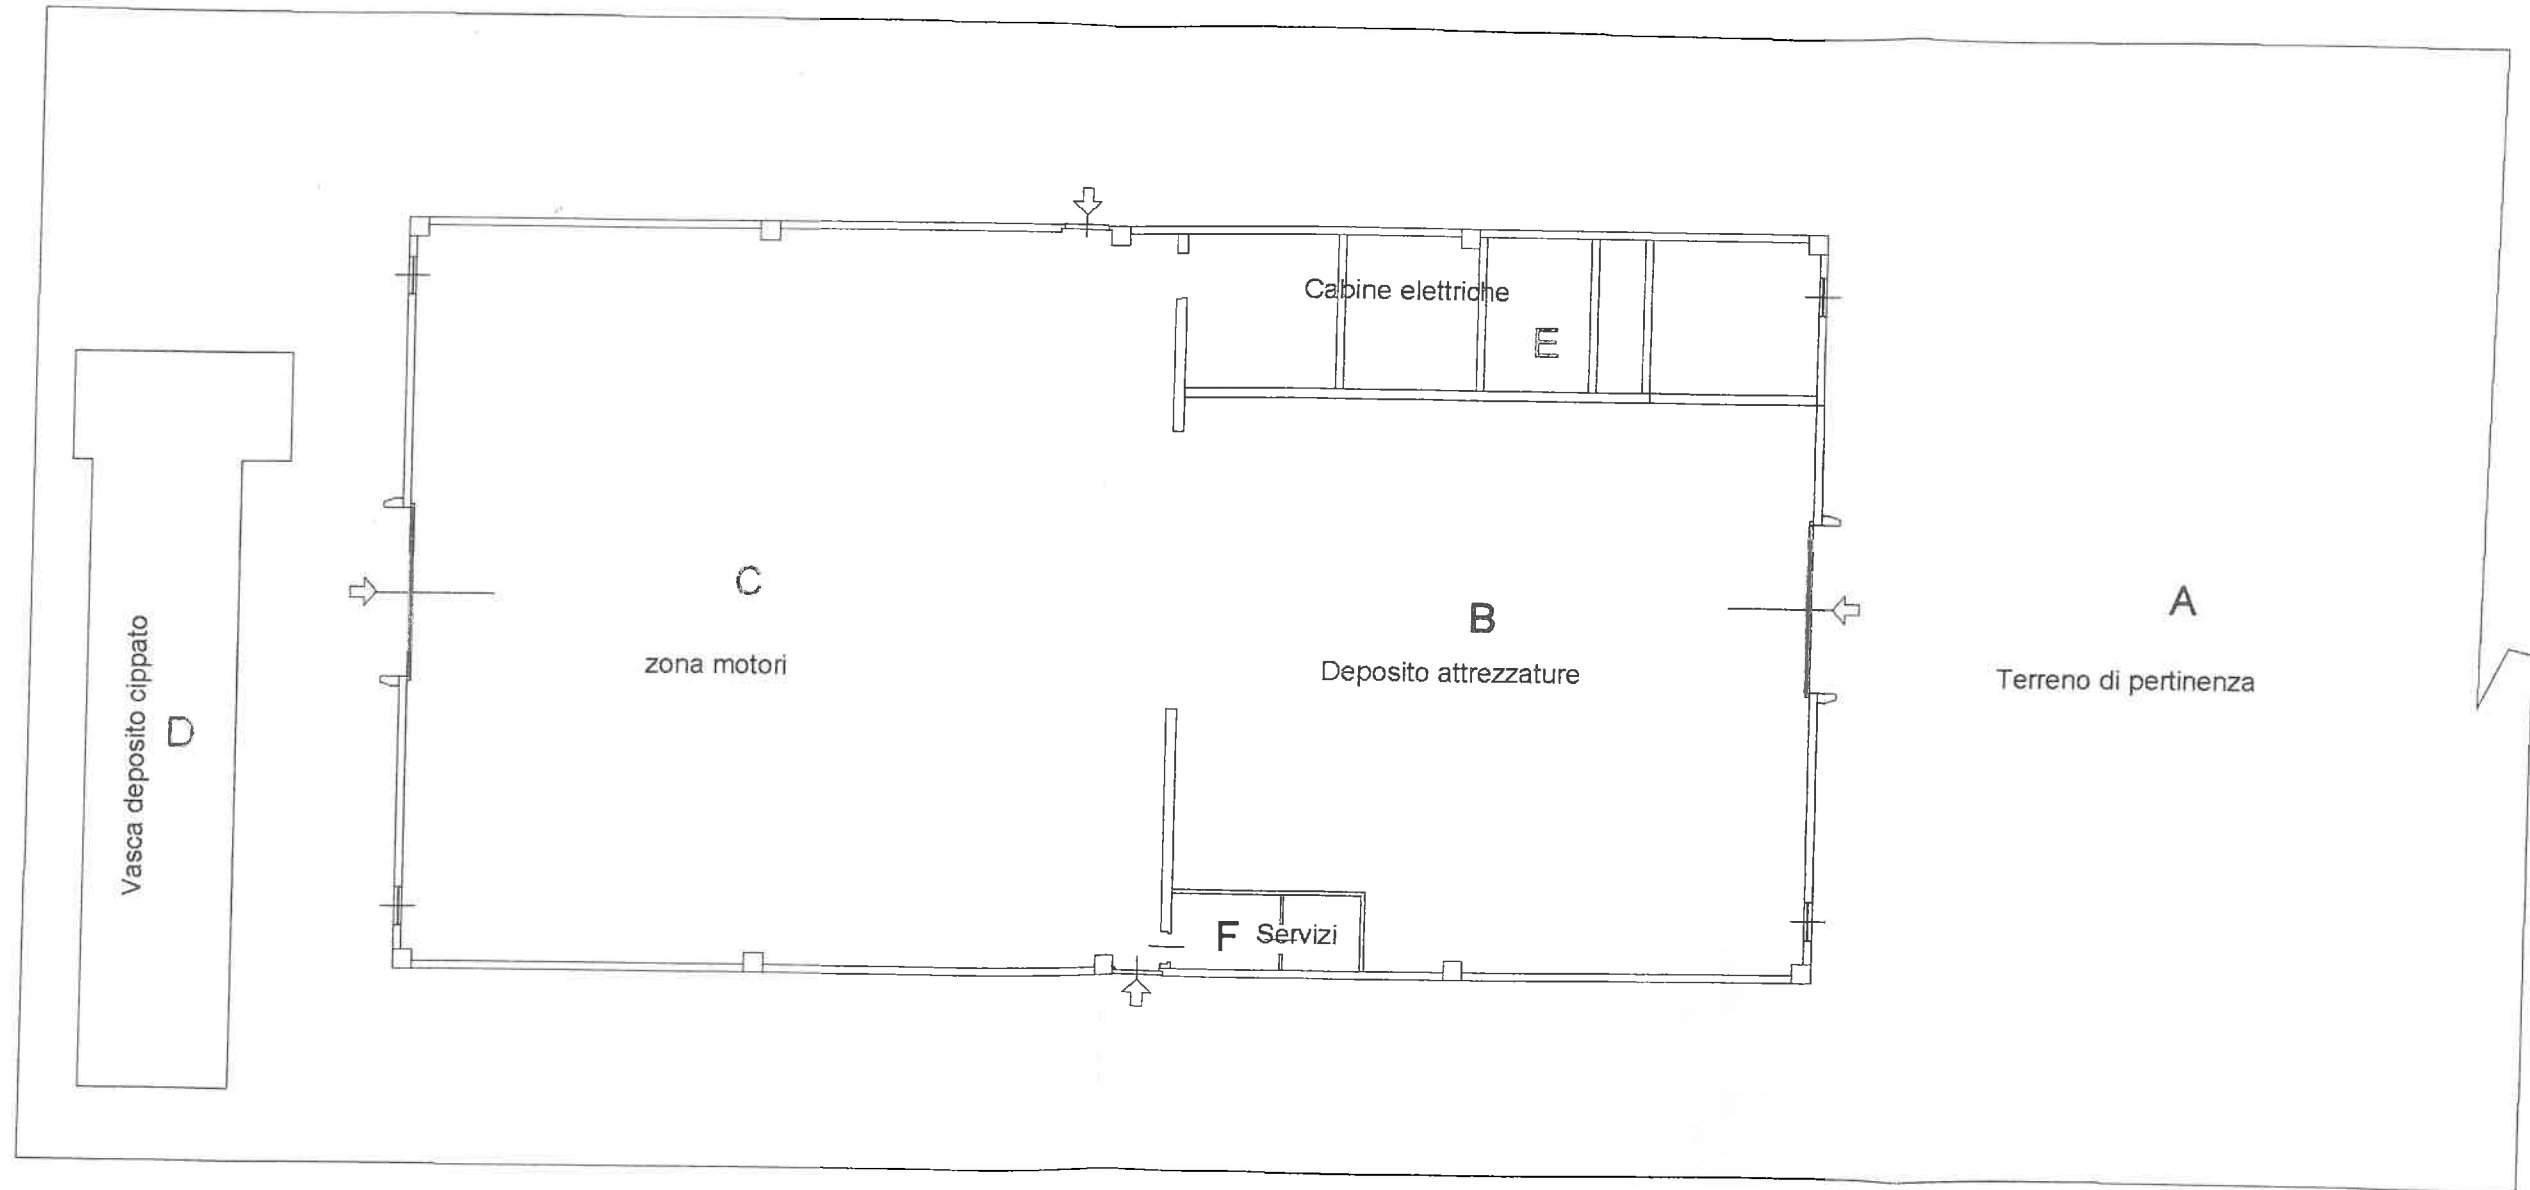 Cabine elettriche
E
C
zona motori
B
Deposito attrezzature
A
Terreno di pertinenza
Vasca deposito cippato
D
F Servizi